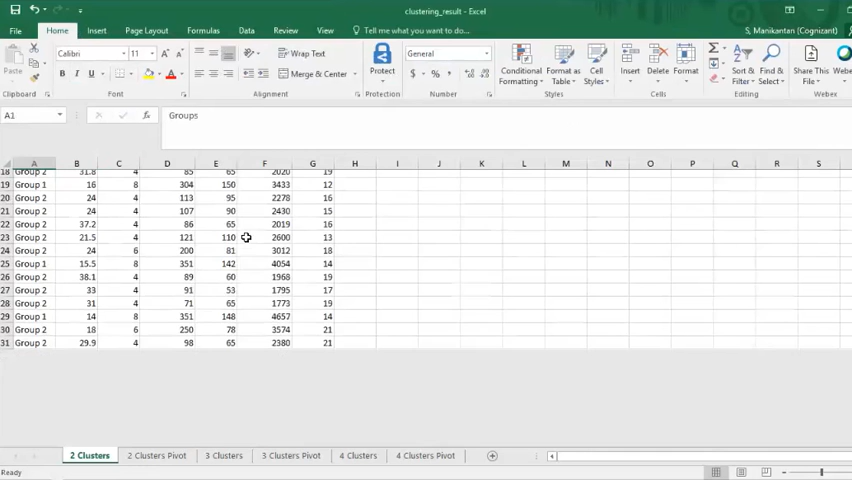 clustering_result - Excel
S, Manikantan (Cognizant)
File Home Insert Page Layout Formulas Data Review View Tell me what you want to do...
Paste
Calibri 11
Wrap Text
General
Merge & Center
Protect
Conditional Formatting
Format as Table
Cell Styles
Insert
Delete
Format
Sort & Filter
Find & Select
Share This File
Webex
Clipboard Font Alignment Protection Number Styles Cells Editing Webex
A1 fx Groups
A B C D E F G H I J K L M N O P Q R S
18 Group 2 31.8 4 85 65 2020 19
19 Group 1 16 8 304 150 3433 12
20 Group 2 24 4 113 95 2278 16
21 Group 2 24 4 107 90 2430 15
22 Group 2 37.2 4 86 65 2019 16
23 Group 2 21.5 4 121 110 2600 13
24 Group 2 24 6 200 81 3012 18
25 Group 1 15.5 8 351 142 4054 14
26 Group 2 38.1 4 89 60 1968 19
27 Group 2 33 4 91 53 1795 17
28 Group 2 31 4 71 65 1773 19
29 Group 1 14 8 351 148 4657 14
30 Group 2 18 6 250 78 3574 21
31 Group 2 29.9 4 98 65 2380 21
2 Clusters 2 Clusters Pivot 3 Clusters 3 Clusters Pivot 4 Clusters 4 Clusters Pivot
Ready